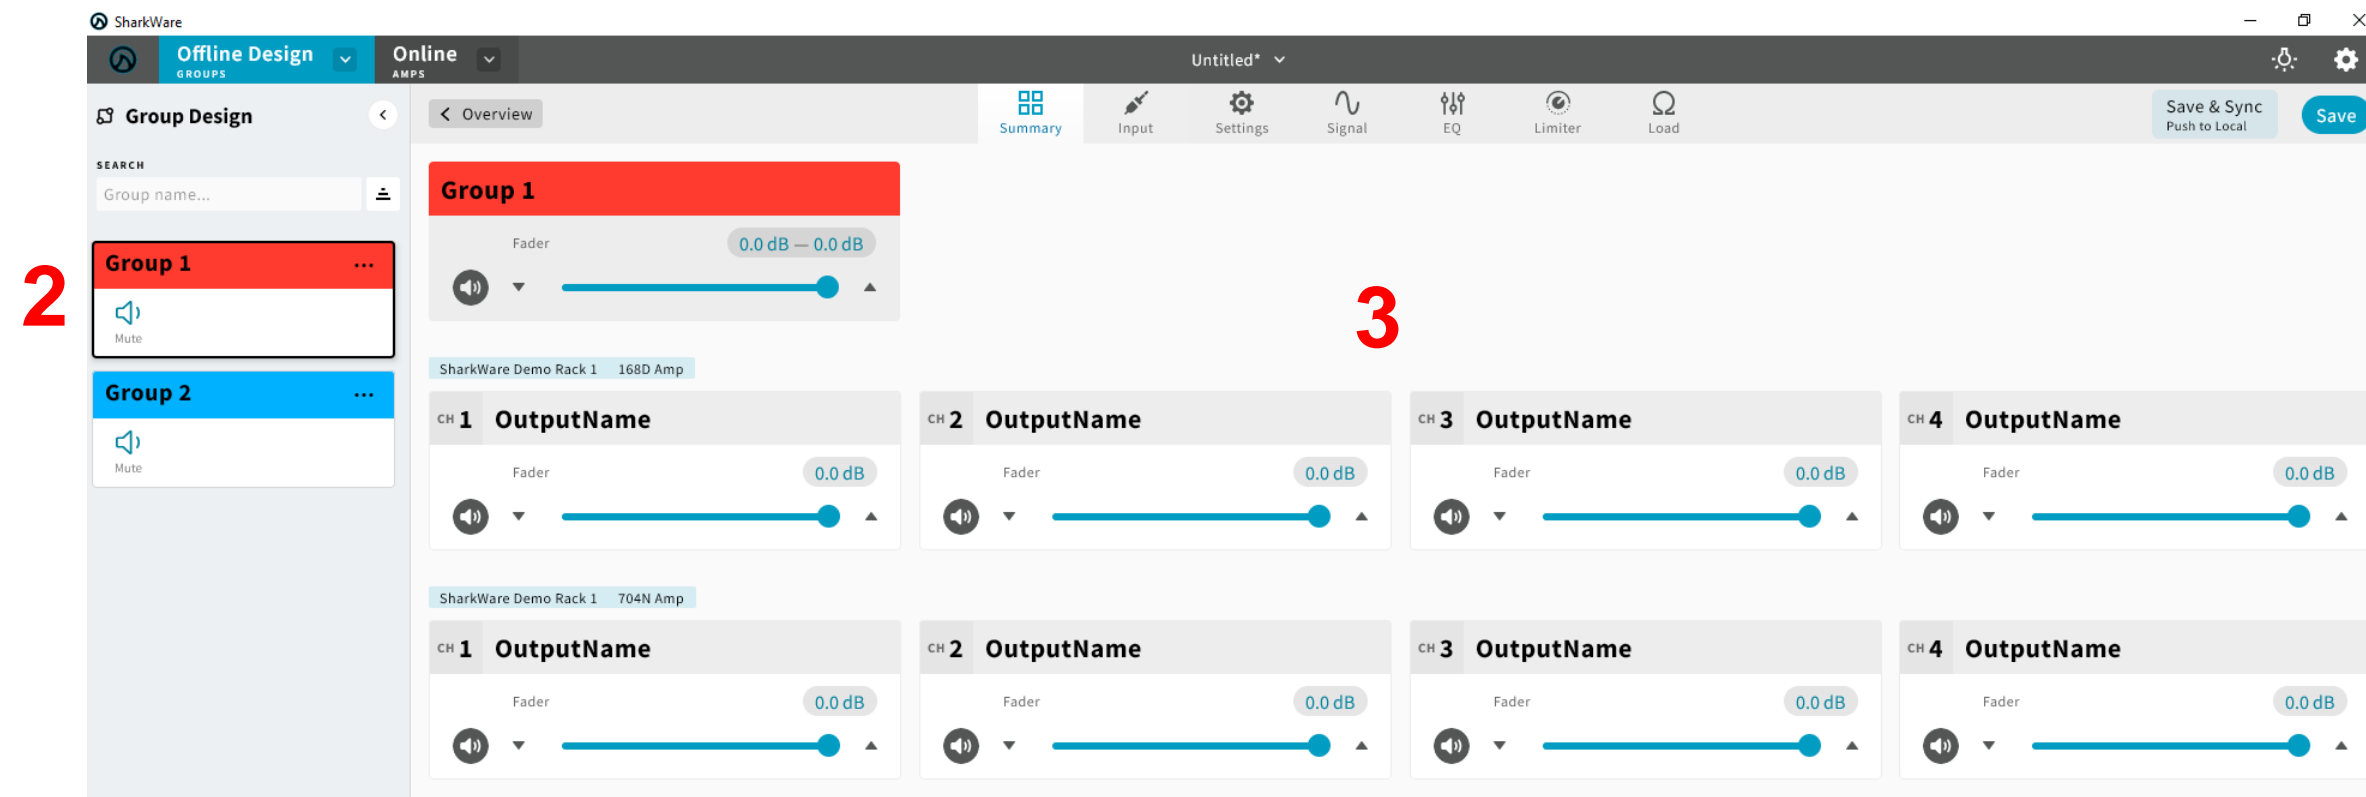 SharkWare
Offline Design
GROUPS
Online
AMPS
Untitled*
Group Design
Overview
Summary
Input
Settings
Signal
EQ
Limiter
Load
Save & Sync
Push to Local
Save
SEARCH
Group name...
Group 1
Mute
Group 2
Mute
2
Group 1
Fader 0.0 dB — 0.0 dB
3
SharkWare Demo Rack 1 168D Amp
CH 1 OutputName
Fader 0.0 dB
CH 2 OutputName
Fader 0.0 dB
CH 3 OutputName
Fader 0.0 dB
CH 4 OutputName
Fader 0.0 dB
SharkWare Demo Rack 1 704N Amp
CH 1 OutputName
Fader 0.0 dB
CH 2 OutputName
Fader 0.0 dB
CH 3 OutputName
Fader 0.0 dB
CH 4 OutputName
Fader 0.0 dB